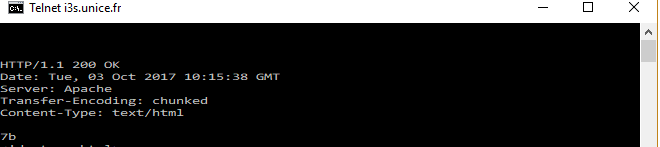 Telnet i3s.unice.fr
HTTP/1.1 200 OK
Date: Tue, 03 Oct 2017 10:15:38 GMT
Server: Apache
Transfer-Encoding: chunked
Content-Type: text/html
7b